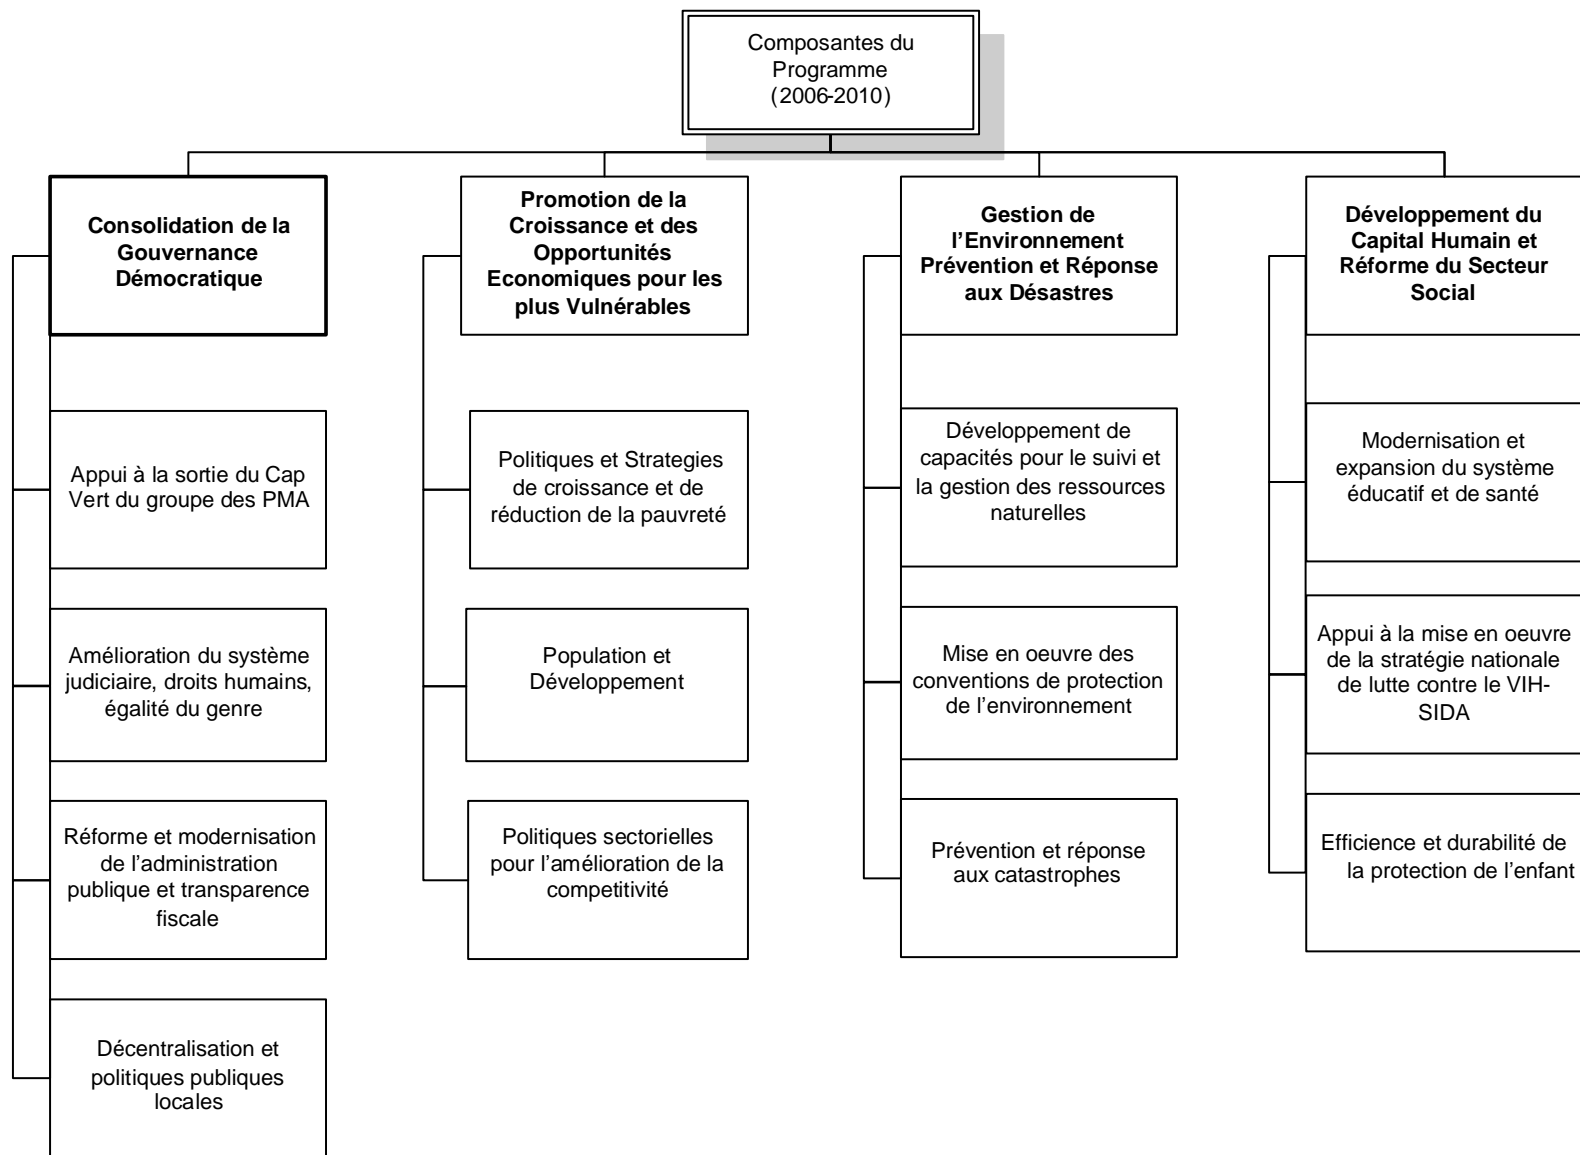 Composantes du
Programme
(2006-2010)
Consolidation de la
Gouvernance
Démocratique
Appui à la sortie du Cap
Vert du groupe des PMA
Amélioration du système
judiciaire, droits humains,
égalité du genre
Réforme et modernisation
de l'administration
publique et transparence
fiscale
Décentralisation et
politiques publiques
locales
Promotion de la
Croissance et des
Opportunités
Economiques pour les
plus Vulnérables
Politiques et Strategies
de croissance et de
réduction de la pauvreté
Population et
Développement
Politiques sectorielles
pour l'amélioration de la
competitivité
Gestion de
l'Environnement
Prévention et Réponse
aux Désastres
Développement de
capacités pour le suivi et
la gestion des ressources
naturelles
Mise en oeuvre des
conventions de protection
de l'environnement
Prévention et réponse
aux catastrophes
Développement du
Capital Humain et
Réforme du Secteur
Social
Modernisation et
expansion du système
éducatif et de santé
Appui à la mise en oeuvre
de la stratégie nationale
de lutte contre le VIH-
SIDA
Efficience et durabilité de
la protection de l'enfant